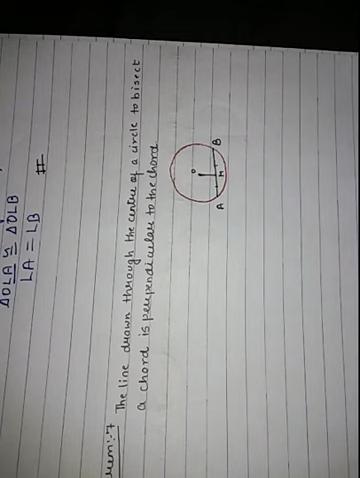 ΔOLA ≅ ΔOLB
LA = LB
#
The line drawn through the centre of a circle to bisect
a chord is perpendicular to the chord
O
A
B